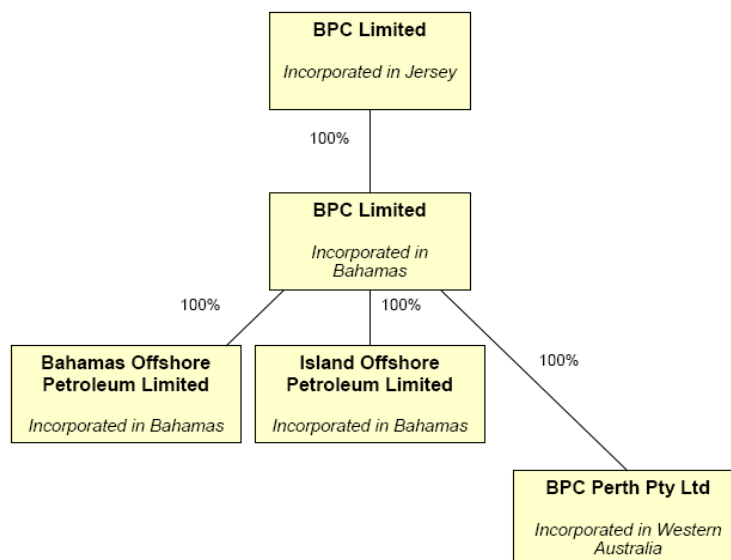 BPC Limited
Incorporated in Jersey
100%
BPC Limited
Incorporated in
Bahamas
100%
100%
100%
Bahamas Offshore
Petroleum Limited
Incorporated in Bahamas
Island Offshore
Petroleum Limited
Incorporated in Bahamas
BPC Perth Pty Ltd
Incorporated in Western
Australia